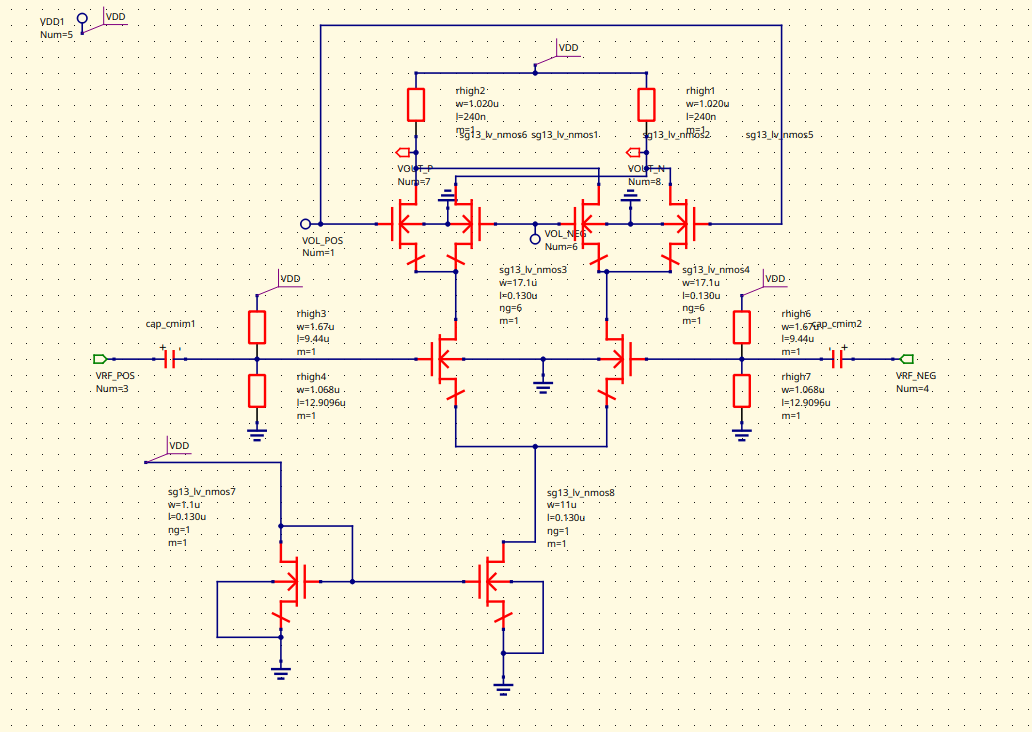 VDD
VDD1
Num=5
VDD
rhigh2
w=1.020u
l=240n
m=1
rhigh1
w=1.020u
l=240n
m=1
sg13_lv_nmos6
sg13_lv_nmos1
sg13_lv_nmos2
sg13_lv_nmos5
VOUT_P
Num=7
VOUT_N
Num=8
VOL_POS
Num=1
VOL_NEG
Num=6
sg13_lv_nmos3
w=17.1u
l=0.130u
ng=6
m=1
sg13_lv_nmos4
w=17.1u
l=0.130u
ng=6
m=1
VDD
VDD
cap_cmim1
rhigh3
w=1.67u
l=9.44u
m=1
rhigh6
w=1.67u
l=9.44u
m=1
cap_cmim2
+
+
VRF_POS
Num=3
rhigh4
w=1.068u
l=12.9096u
m=1
rhigh7
w=1.068u
l=12.9096u
m=1
VRF_NEG
Num=4
VDD
sg13_lv_nmos7
w=1.1u
l=0.130u
ng=1
m=1
sg13_lv_nmos8
w=11u
l=0.130u
ng=1
m=1